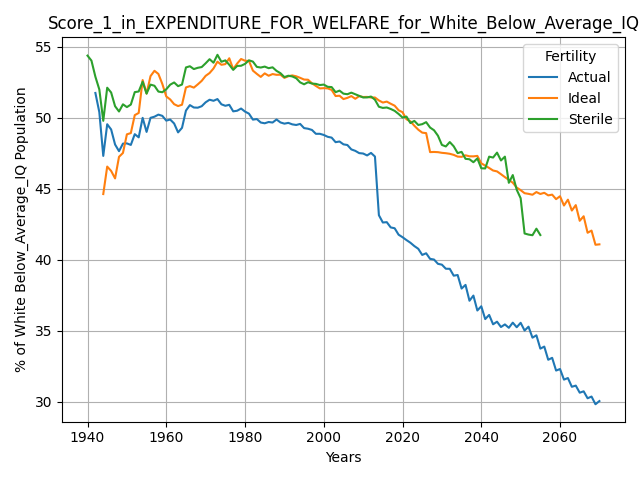 Score_1_in_EXPENDITURE_FOR_WELFARE_for_White_Below_Average_IQ
Fertility
Actual
Ideal
Sterile
% of White Below_Average_IQ Population
55
50
45
40
35
30
1940 1960 1980 2000 2020 2040 2060
Years